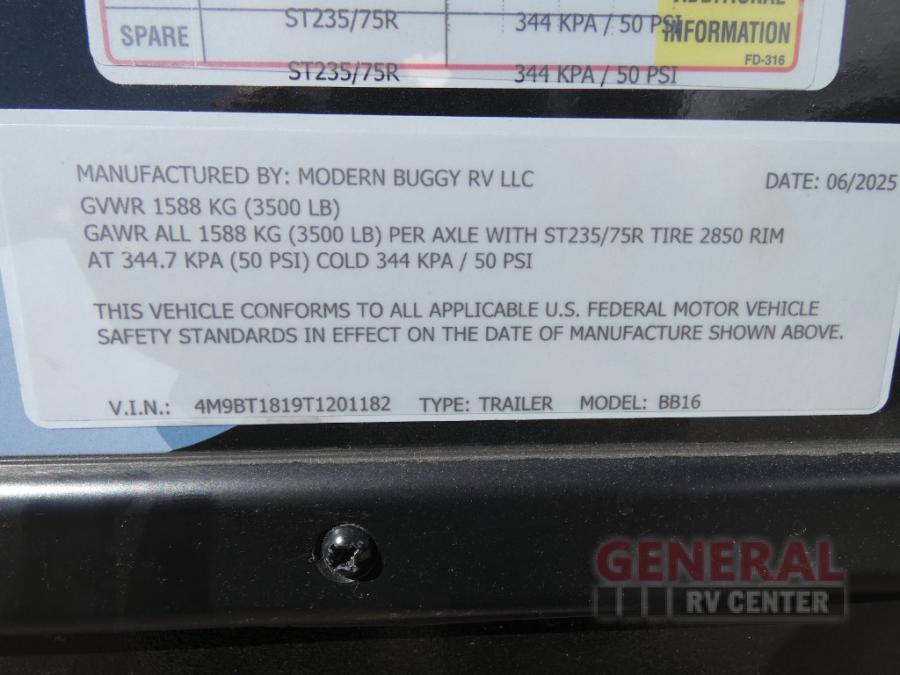 ST235/75R 344 KPA / 50 PSI
ADDITIONAL
SPARE INFORMATION
FD-316
ST235/75R 344 KPA / 50 PSI
MANUFACTURED BY: MODERN BUGGY RV LLC DATE: 06/2025
GVWR 1588 KG (3500 LB)
GAWR ALL 1588 KG (3500 LB) PER AXLE WITH ST235/75R TIRE 2850 RIM
AT 344.7 KPA (50 PSI) COLD 344 KPA / 50 PSI
THIS VEHICLE CONFORMS TO ALL APPLICABLE U.S. FEDERAL MOTOR VEHICLE
SAFETY STANDARDS IN EFFECT ON THE DATE OF MANUFACTURE SHOWN ABOVE.
V.I.N.: 4M9BT1819T1201182 TYPE: TRAILER MODEL: BB16
GENERAL
RV CENTER